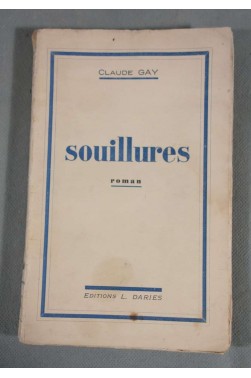 CLAUDE GAY
souillures
roman
EDITIONS L. DARIES